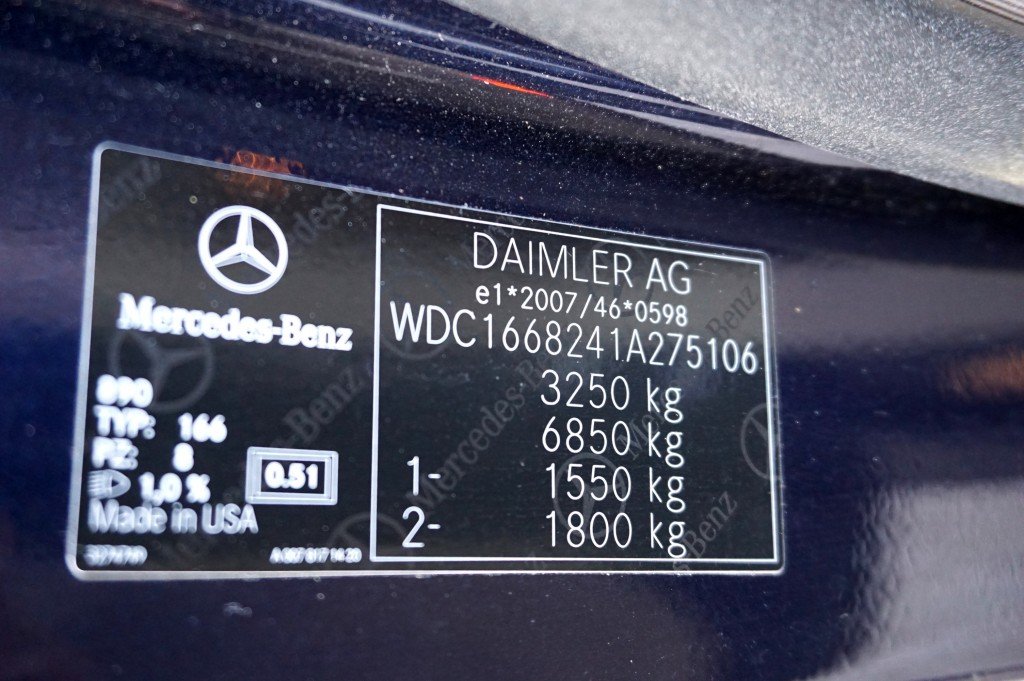 Mercedes-Benz
890
TYP: 166
PZ: 8
1,0 %
0.51
Made in USA
DAIMLER AG
e1*2007/46*0598
WDC1668241A275106
3250 kg
6850 kg
1- 1550 kg
2- 1800 kg